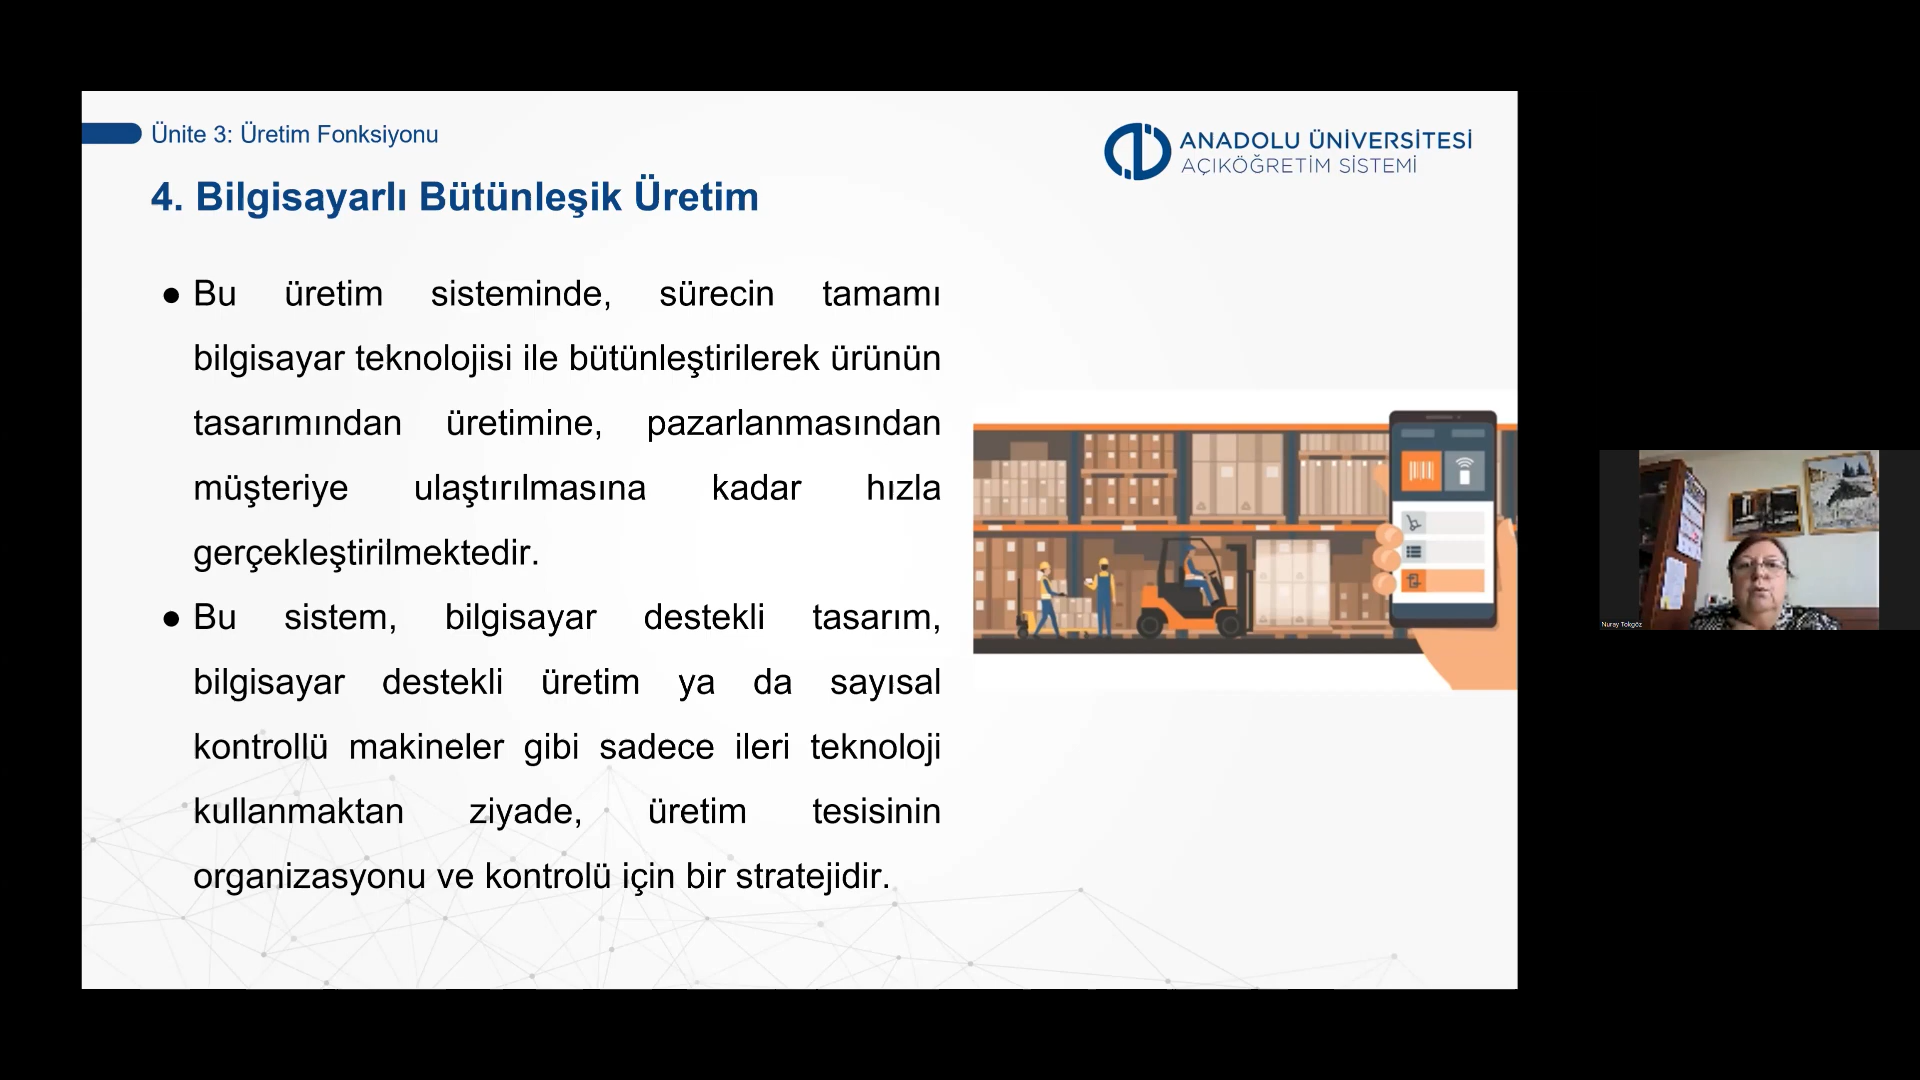 Ünite 3: Üretim Fonksiyonu
ANADOLU ÜNİVERSİTESİ
AÇIKÖĞRETİM SİSTEMİ
4. Bilgisayarlı Bütünleşik Üretim
● Bu üretim sisteminde, sürecin tamamı
bilgisayar teknolojisi ile bütünleştirilerek ürünün
tasarımından üretimine, pazarlanmasından
müşteriye ulaştırılmasına kadar hızla
gerçekleştirilmektedir.
● Bu sistem, bilgisayar destekli tasarım,
bilgisayar destekli üretim ya da sayısal
kontrollü makineler gibi sadece ileri teknoloji
kullanmaktan ziyade, üretim tesisinin
organizasyonu ve kontrolü için bir stratejidir.
Nuray Tokgöz